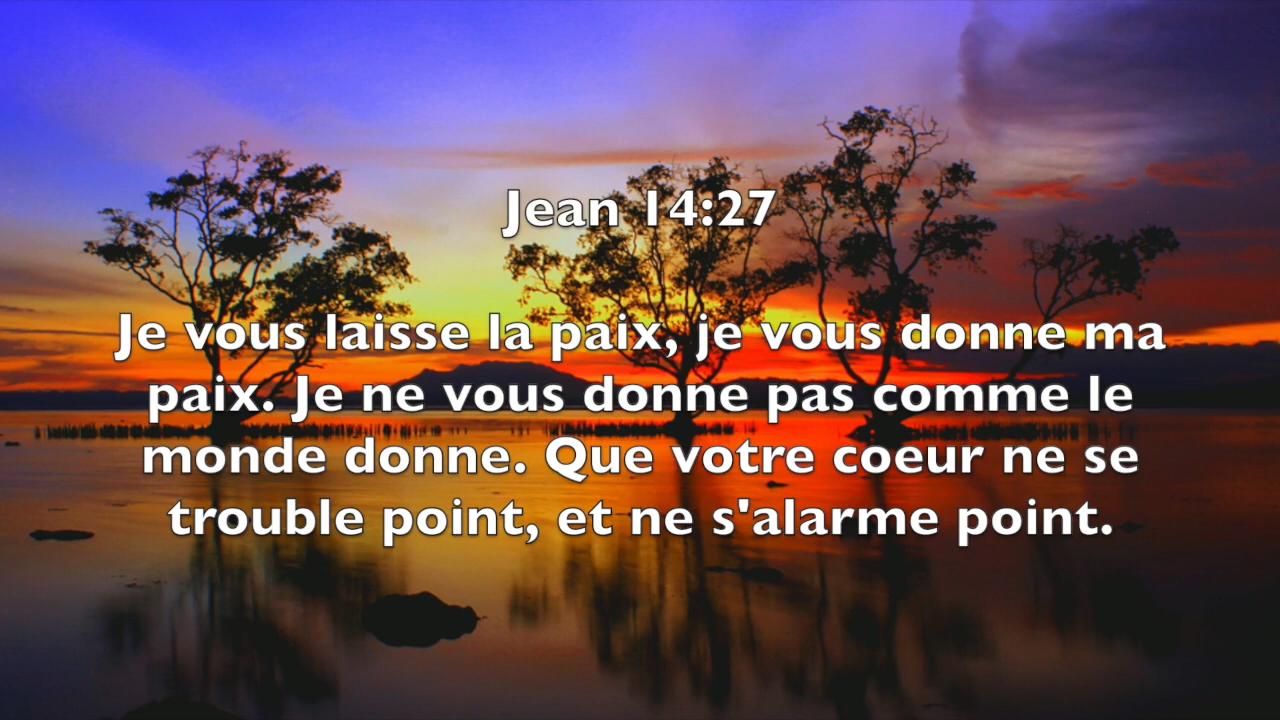 Jean 14:27
Je vous laisse la paix, je vous donne ma
paix. Je ne vous donne pas comme le
monde donne. Que votre coeur ne se
trouble point, et ne s'alarme point.